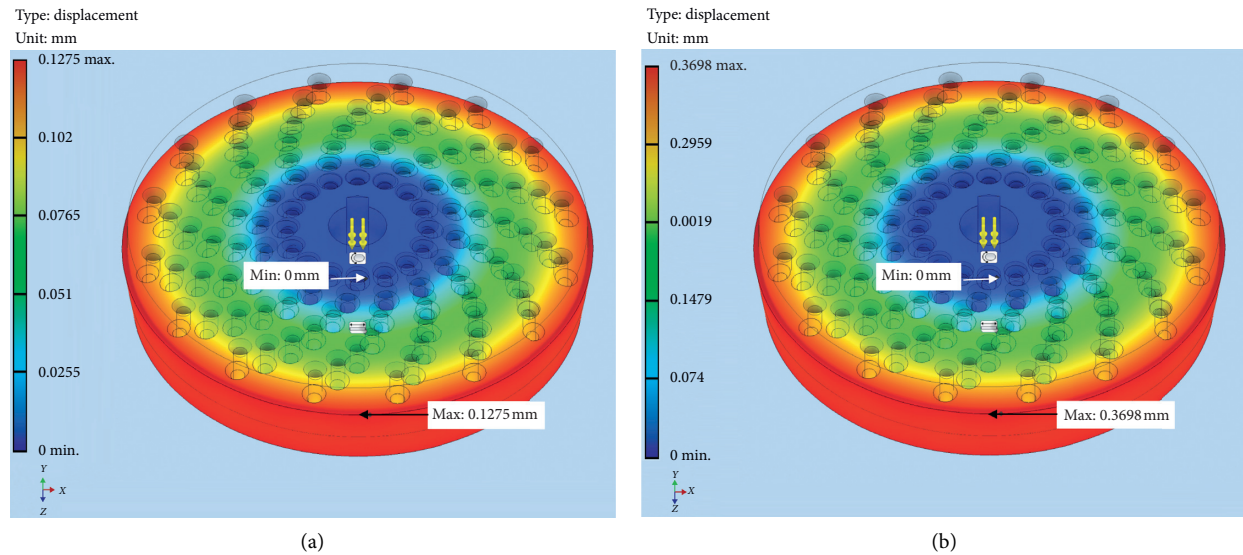 Type: displacement
Unit: mm
0.1275 max.
0.102
0.0765
0.051
0.0255
0 min.
Min: 0 mm
Max: 0.1275 mm
Y
X
Z
(a)
Type: displacement
Unit: mm
0.3698 max.
0.2959
0.0019
0.1479
0.074
0 min.
Min: 0 mm
Max: 0.3698 mm
Y
X
Z
(b)